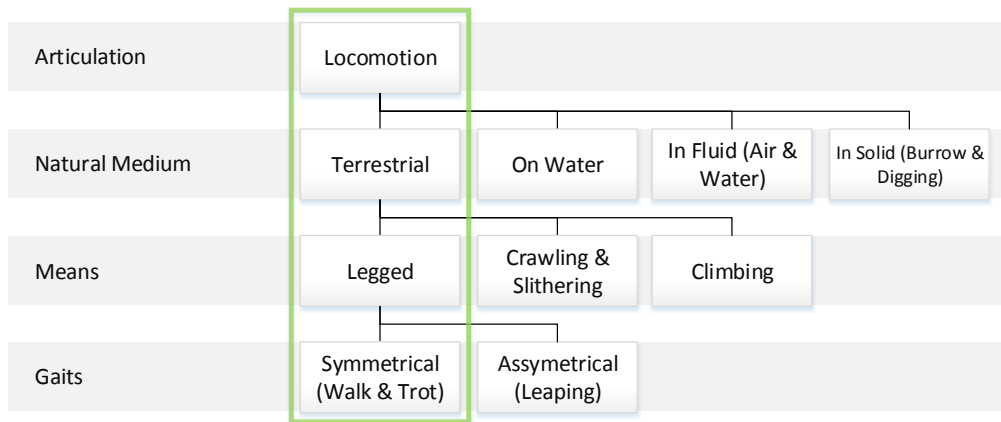 Articulation
Locomotion
Natural Medium
Terrestrial
On Water
In Fluid (Air &
Water)
In Solid (Burrow &
Digging)
Means
Legged
Crawling &
Slithering
Climbing
Gaits
Symmetrical
(Walk & Trot)
Assymetrical
(Leaping)